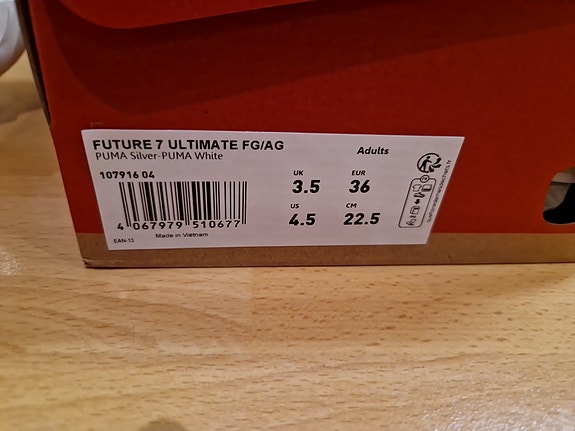 FUTURE 7 ULTIMATE FG/AG
PUMA Silver-PUMA White
Adults
107916 04
UK
3.5
EUR
36
US
4.5
CM
22.5
4 067979 510677
EAN-13
Made in Vietnam